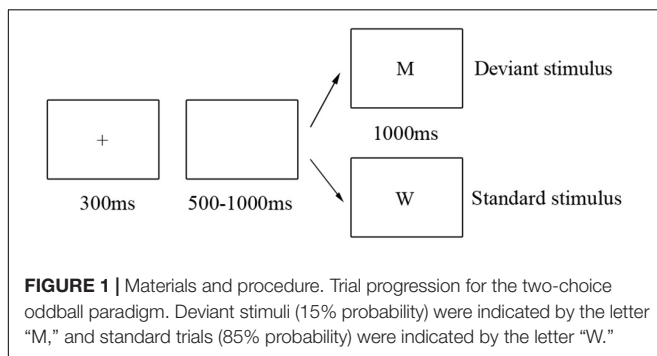 M
Deviant stimulus
+
1000ms
300ms
500-1000ms
W
Standard stimulus
FIGURE 1 | Materials and procedure. Trial progression for the two-choice
oddball paradigm. Deviant stimuli (15% probability) were indicated by the letter
“M,” and standard trials (85% probability) were indicated by the letter “W.”